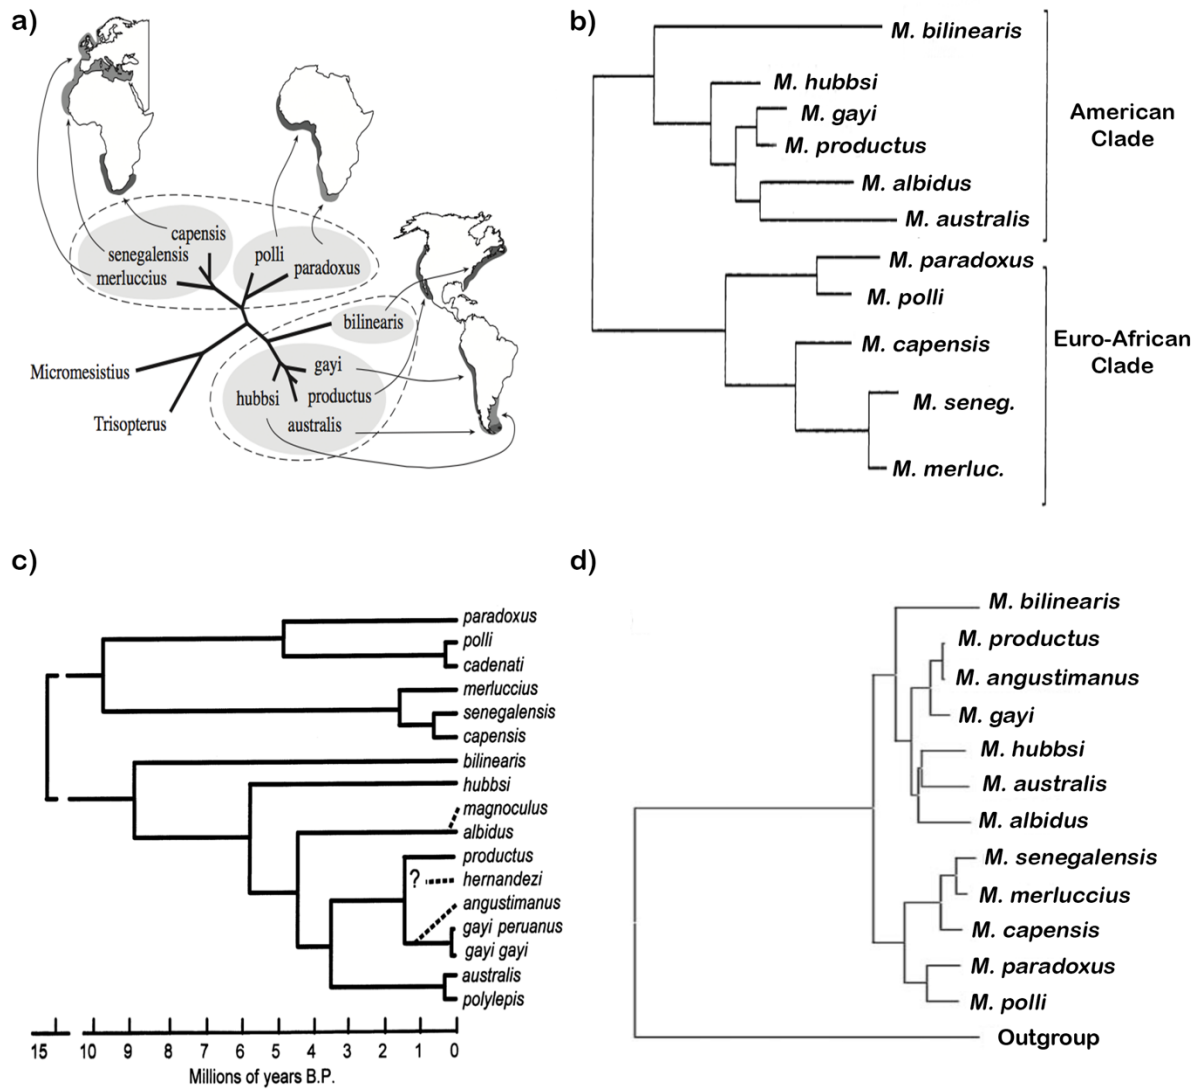 a)
capensis
senegalensis
merluccius
polli
paradoxus
bilinearis
gayi
hubbsi
productus
australis
Micromesistius
Trisopterus
b)
M. bilinearis
M. hubbsi
M. gayi
M. productus
M. albidus
M. australis
American
Clade
M. paradoxus
M. polli
M. capensis
M. seneg.
M. merluc.
Euro-African
Clade
c)
paradoxus
polli
cadenati
merluccius
senegalensis
capensis
bilinearis
hubbsi
magnoculus
albidus
productus
? hernandezi
angustimanus
gayi peruanus
gayi gayi
australis
polylepis
15 10 9 8 7 6 5 4 3 2 1 0
Millions of years B.P.
d)
M. bilinearis
M. productus
M. angustimanus
M. gayi
M. hubbsi
M. australis
M. albidus
M. senegalensis
M. merluccius
M. capensis
M. paradoxus
M. polli
Outgroup